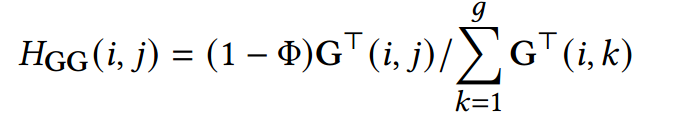 H_GG(i, j) = (1 − Φ)G^⊤(i, j)/∑_{k=1}^{g} G^⊤(i, k)